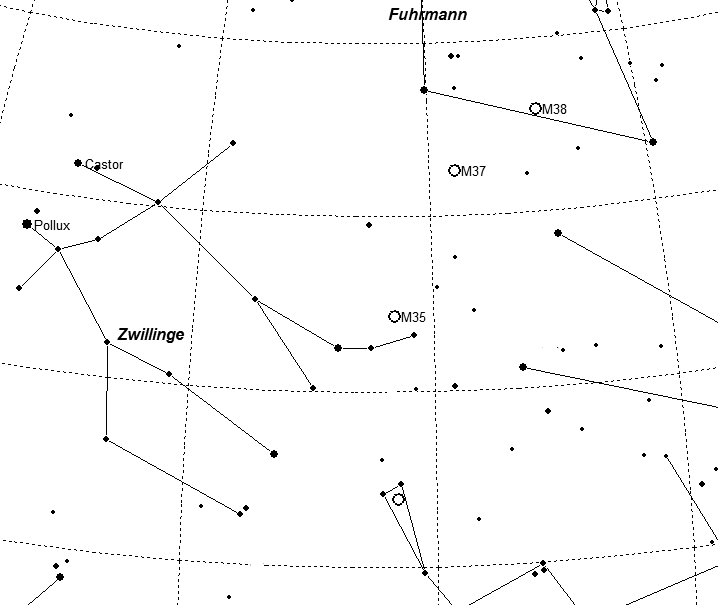 Fuhrmann
M38
Castor
M37
Pollux
M35
Zwillinge